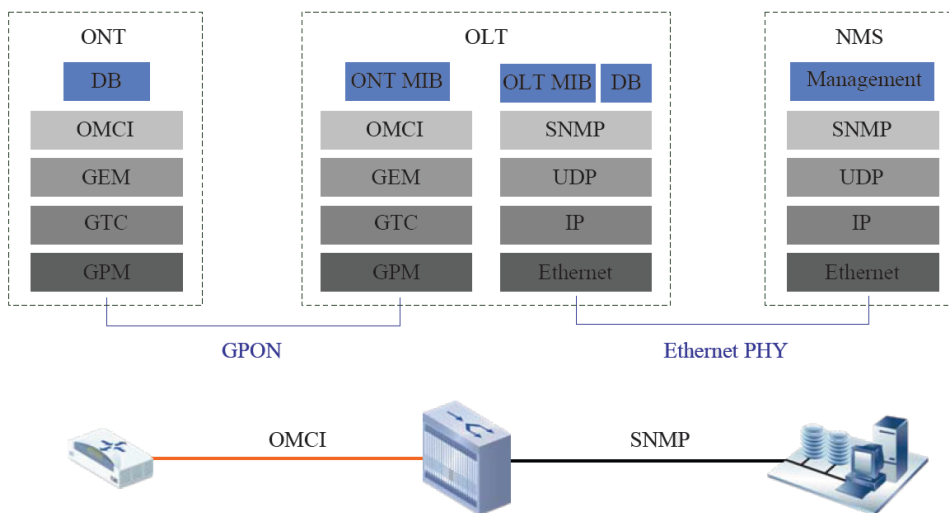 ONT
OLT
NMS
DB
ONT MIB
OLT MIB
DB
Management
OMCI
OMCI
SNMP
SNMP
GEM
GEM
UDP
UDP
GTC
GTC
IP
IP
GPM
GPM
Ethernet
Ethernet
GPON
Ethernet PHY
OMCI
SNMP